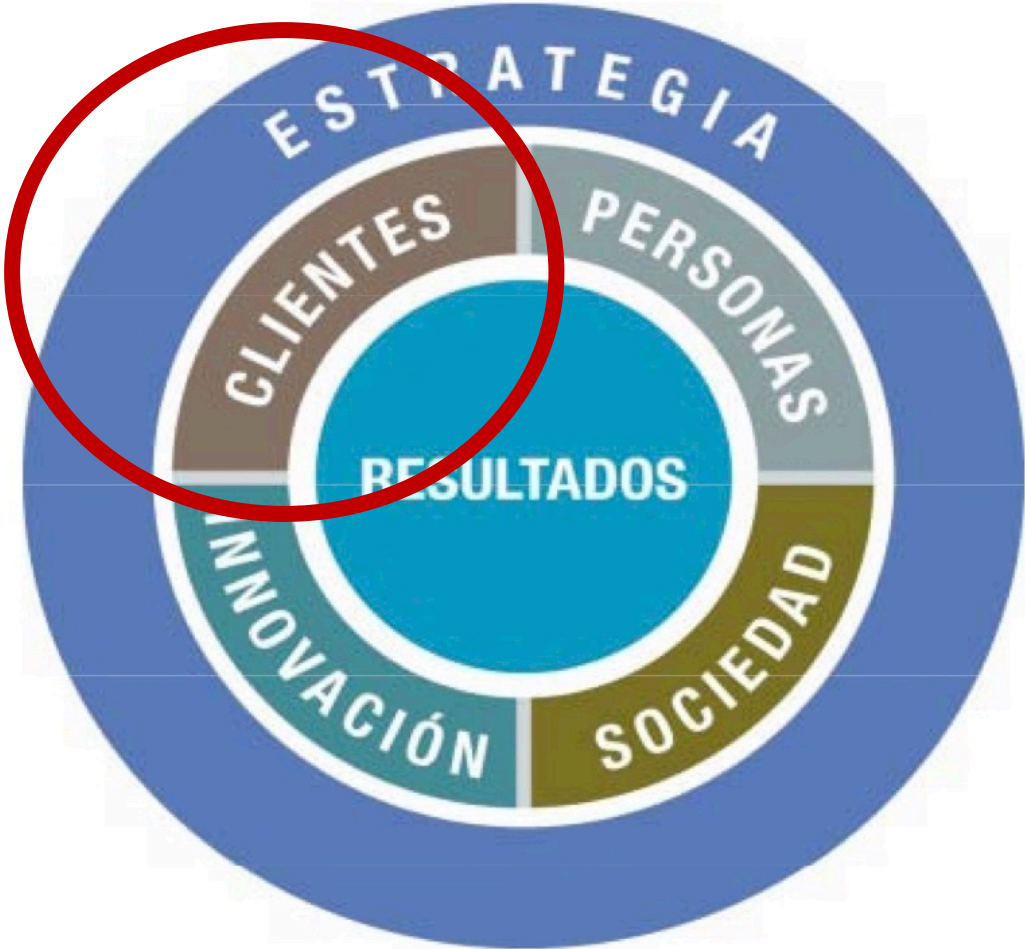 ESTRATEGIA
CLIENTES
PERSONAS
RESULTADOS
INNOVACIÓN
SOCIEDAD